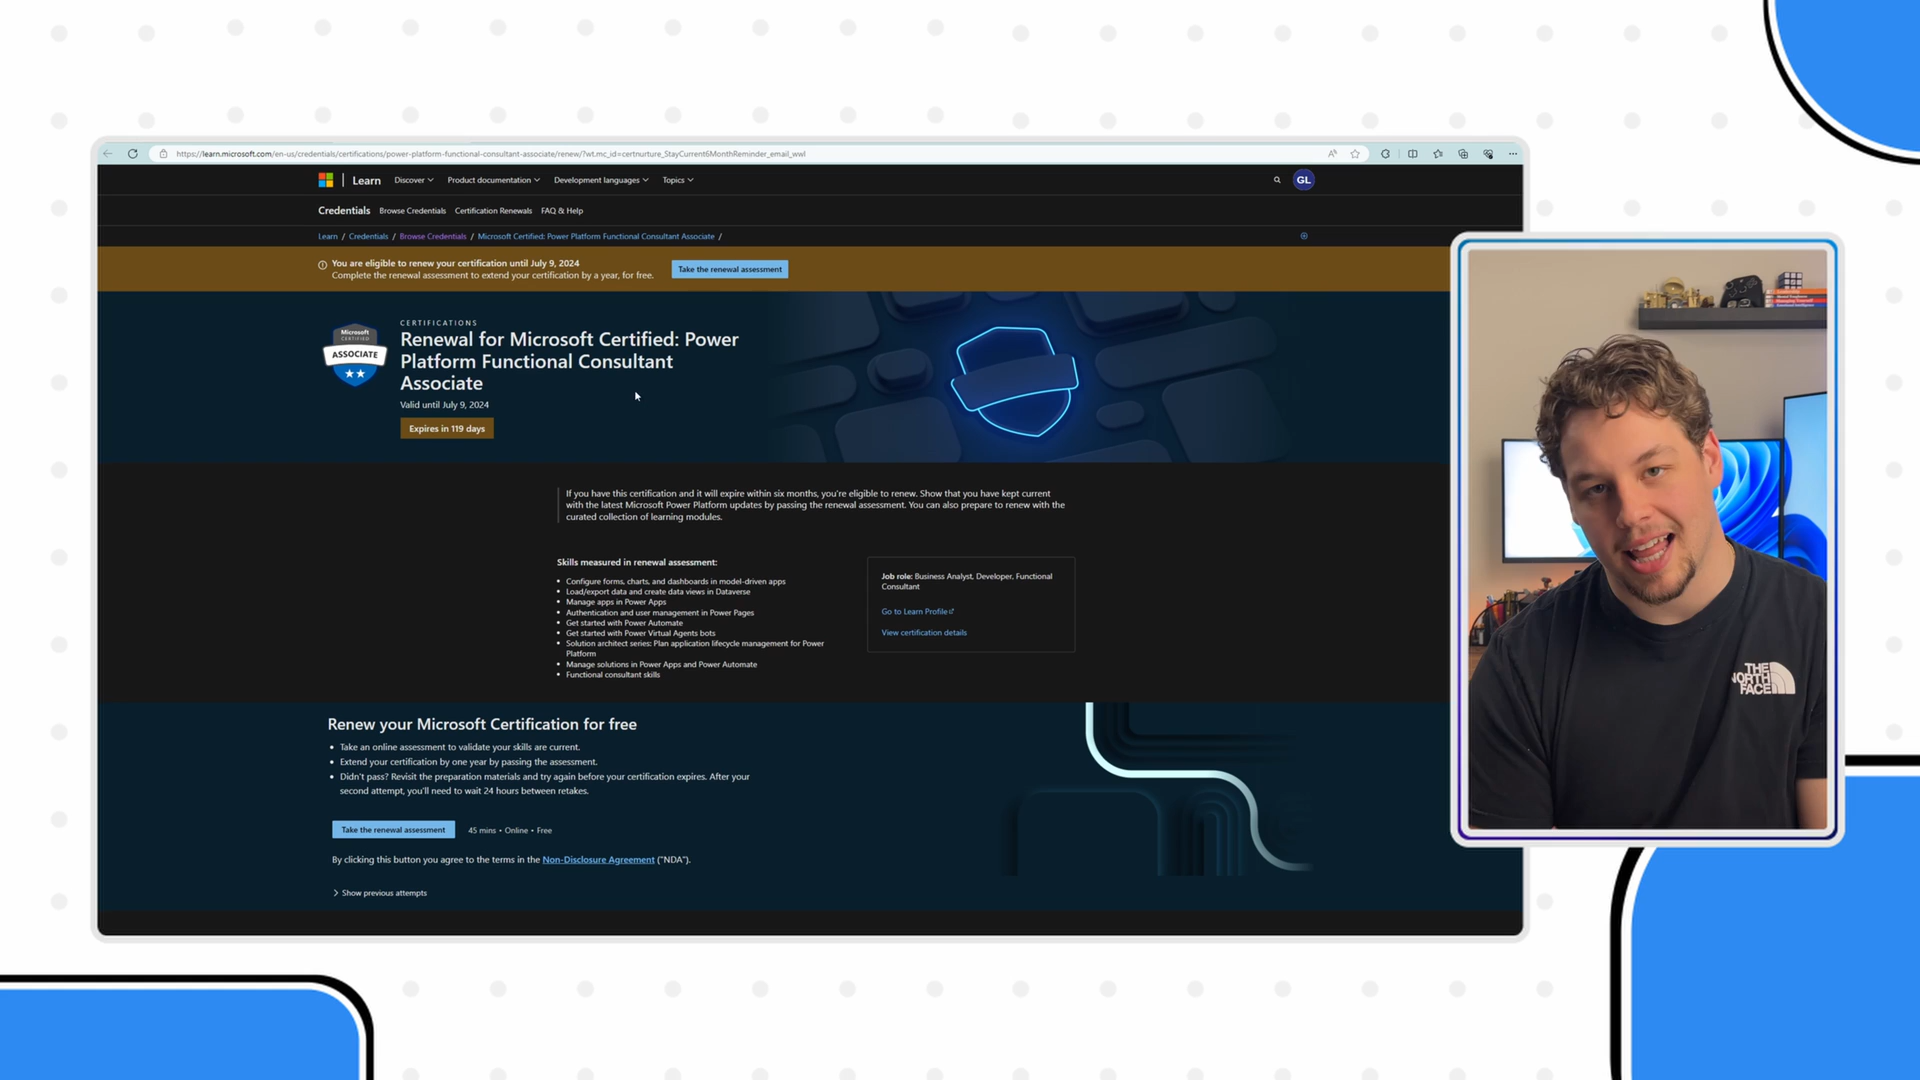 https://learn.microsoft.com/en-us/credentials/certifications/power-platform-functional-consultant-associate/renew/?wt.mc_id=certnurture_StayCurrent6MonthReminder_email_wwl
Learn Discover Product documentation Development languages Topics GL
Credentials Browse Credentials Certification Renewals FAQ & Help
Learn / Credentials / Browse Credentials / Microsoft Certified: Power Platform Functional Consultant Associate /
You are eligible to renew your certification until July 9, 2024
Complete the renewal assessment to extend your certification by a year, for free.
Take the renewal assessment
Microsoft
CERTIFIED
ASSOCIATE
CERTIFICATIONS
Renewal for Microsoft Certified: Power
Platform Functional Consultant
Associate
Valid until July 9, 2024
Expires in 119 days
If you have this certification and it will expire within six months, you're eligible to renew. Show that you have kept current
with the latest Microsoft Power Platform updates by passing the renewal assessment. You can also prepare to renew with the
curated collection of learning modules.
Skills measured in renewal assessment:
• Configure forms, charts, and dashboards in model-driven apps
• Load/export data and create data views in Dataverse
• Manage apps in Power Apps
• Authentication and user management in Power Pages
• Get started with Power Automate
• Get started with Power Virtual Agents bots
• Solution architect series: Plan application lifecycle management for Power
Platform
• Manage solutions in Power Apps and Power Automate
• Functional consultant skills
Job role: Business Analyst, Developer, Functional
Consultant
Go to Learn Profile
View certification details
Renew your Microsoft Certification for free
• Take an online assessment to validate your skills are current.
• Extend your certification by one year by passing the assessment.
• Didn't pass? Revisit the preparation materials and try again before your certification expires. After your
second attempt, you'll need to wait 24 hours between retakes.
Take the renewal assessment
45 mins • Online • Free
By clicking this button you agree to the terms in the Non-Disclosure Agreement ("NDA").
Show previous attempts
THE
NORTH
FACE